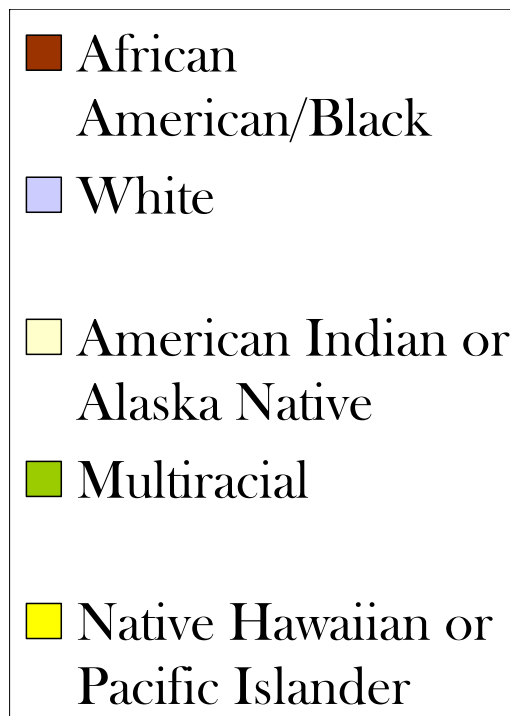 African
American/Black
White
American Indian or
Alaska Native
Multiracial
Native Hawaiian or
Pacific Islander